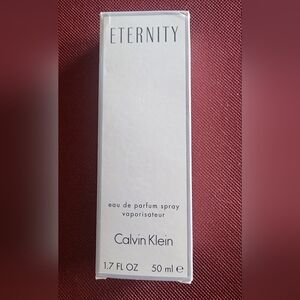 ETERNITY
eau de parfum spray
vaporisateur
Calvin Klein
1.7 FL OZ 50 ml ℮